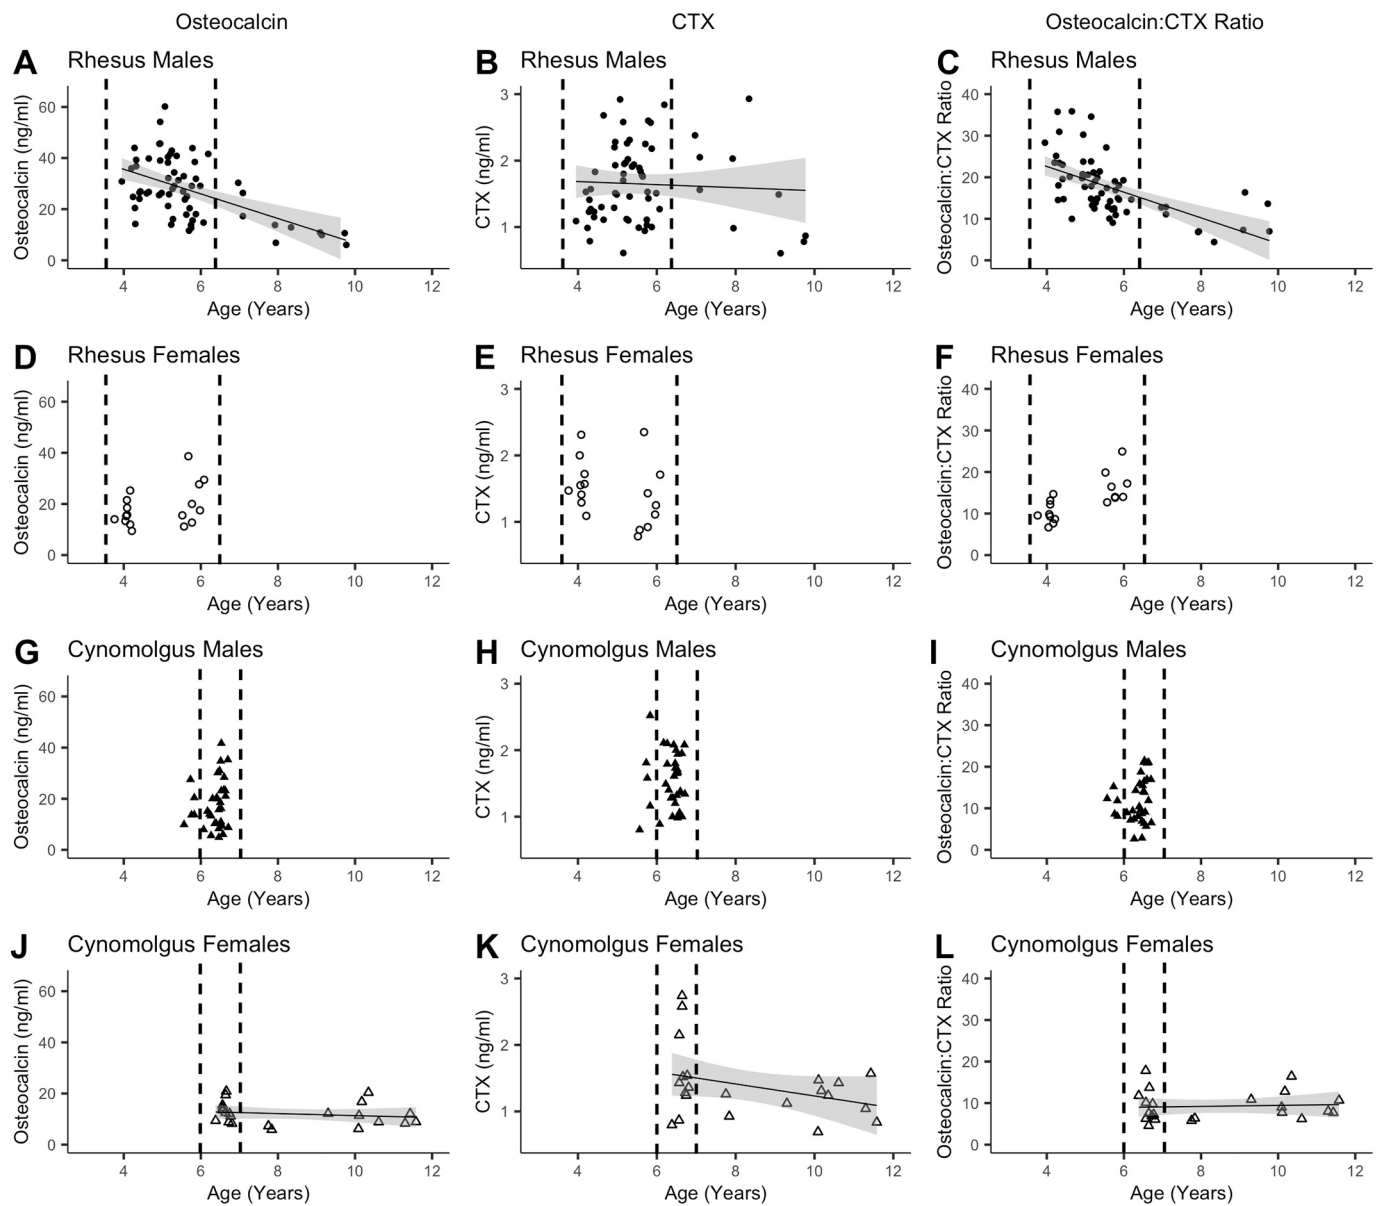 Osteocalcin CTX Osteocalcin:CTX Ratio
A Rhesus Males B Rhesus Males C Rhesus Males
Osteocalcin (ng/ml) 60 40 20 0
4 6 8 10 12
Age (Years)
CTX (ng/ml) 3 2 1
4 6 8 10 12
Age (Years)
Osteocalcin:CTX Ratio 40 30 20 10 0
4 6 8 10 12
Age (Years)
D Rhesus Females E Rhesus Females F Rhesus Females
Osteocalcin (ng/ml) 60 40 20 0
4 6 8 10 12
Age (Years)
CTX (ng/ml) 3 2 1
4 6 8 10 12
Age (Years)
Osteocalcin:CTX Ratio 40 30 20 10 0
4 6 8 10 12
Age (Years)
G Cynomolgus Males H Cynomolgus Males I Cynomolgus Males
Osteocalcin (ng/ml) 60 40 20 0
4 6 8 10 12
Age (Years)
CTX (ng/ml) 3 2 1
4 6 8 10 12
Age (Years)
Osteocalcin:CTX Ratio 40 30 20 10 0
4 6 8 10 12
Age (Years)
J Cynomolgus Females K Cynomolgus Females L Cynomolgus Females
Osteocalcin (ng/ml) 60 40 20 0
4 6 8 10 12
Age (Years)
CTX (ng/ml) 3 2 1
4 6 8 10 12
Age (Years)
Osteocalcin:CTX Ratio 40 30 20 10 0
4 6 8 10 12
Age (Years)